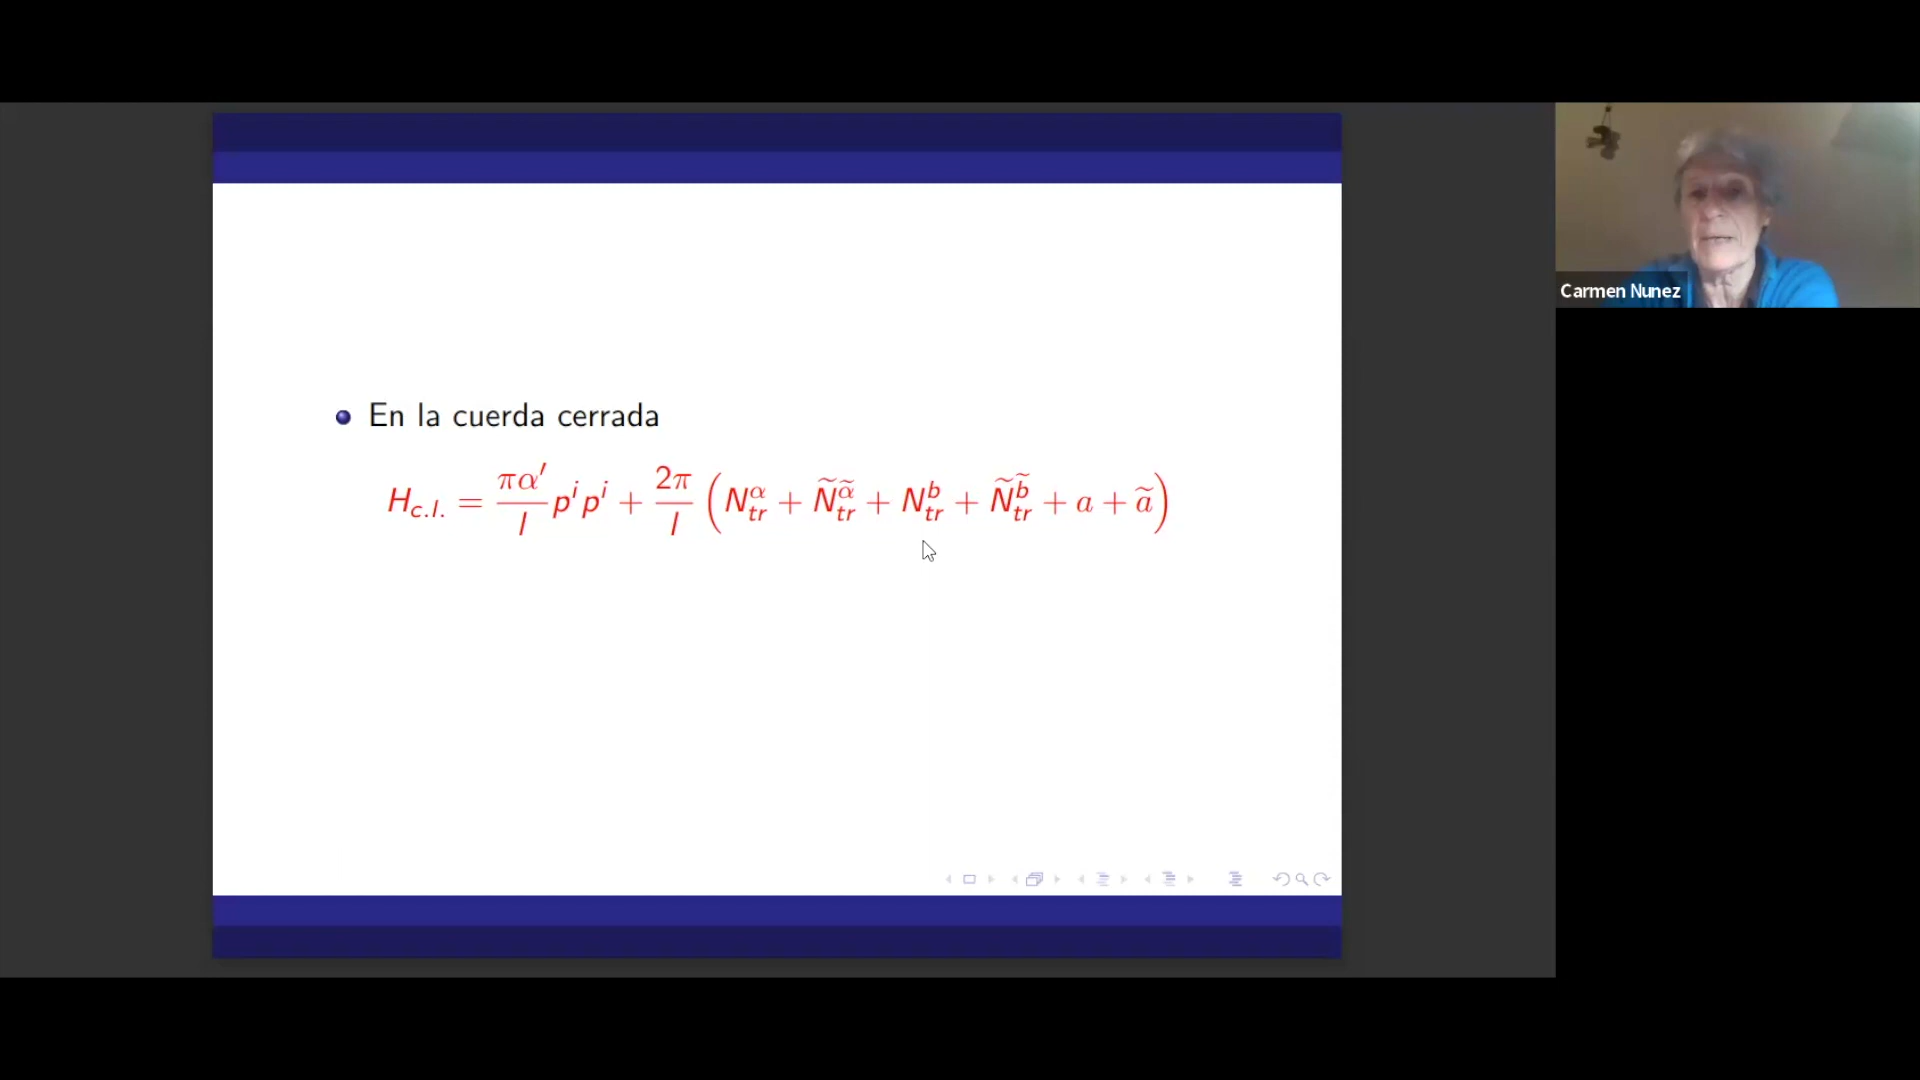 En la cuerda cerrada
$H_{c.l.} = \frac{\pi\alpha'}{l} p^i p^i + \frac{2\pi}{l} \left( N_{tr}^{\alpha} + \widetilde{N}_{tr}^{\widetilde{\alpha}} + N_{tr}^{b} + \widetilde{N}_{tr}^{\widetilde{b}} + a + \widetilde{a} \right)$
Carmen Nunez